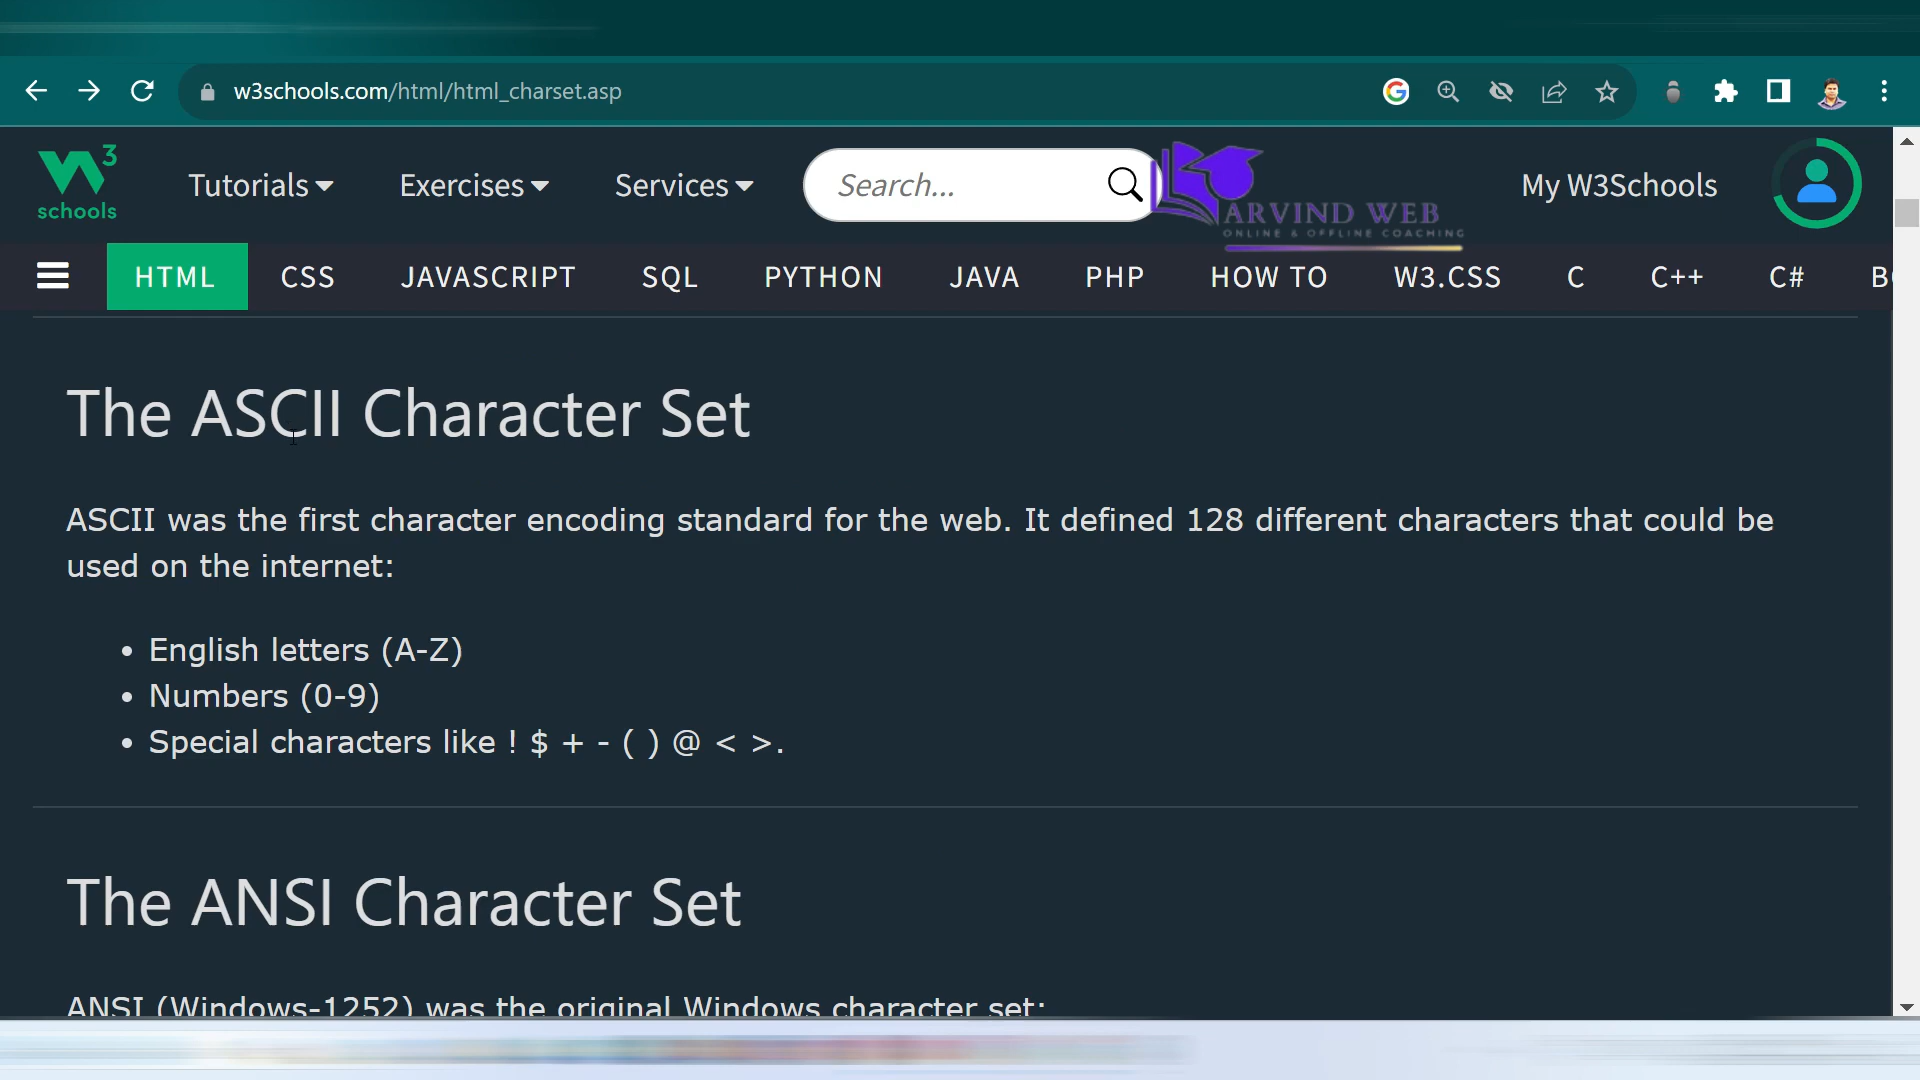 w3schools.com/html/html_charset.asp
W3 schools
Tutorials
Exercises
Services
Search...
ARVIND WEB
ONLINE & OFFLINE COACHING
My W3Schools
HTML CSS JAVASCRIPT SQL PYTHON JAVA PHP HOW TO W3.CSS C C++ C#
The ASCII Character Set
ASCII was the first character encoding standard for the web. It defined 128 different characters that could be
used on the internet:
• English letters (A-Z)
• Numbers (0-9)
• Special characters like ! $ + - ( ) @ < >.
The ANSI Character Set
ANSI (Windows-1252) was the original Windows character set: